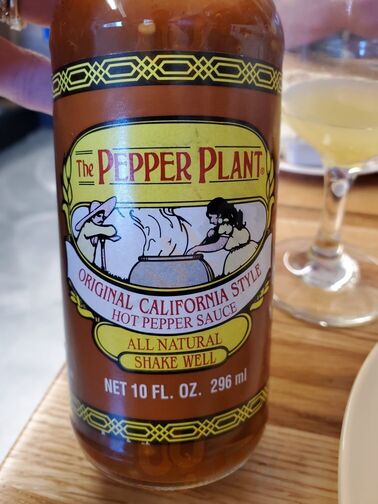 The PEPPER PLANT®
ORIGINAL CALIFORNIA STYLE
HOT PEPPER SAUCE
ALL NATURAL
SHAKE WELL
NET 10 FL. OZ. 296 ml